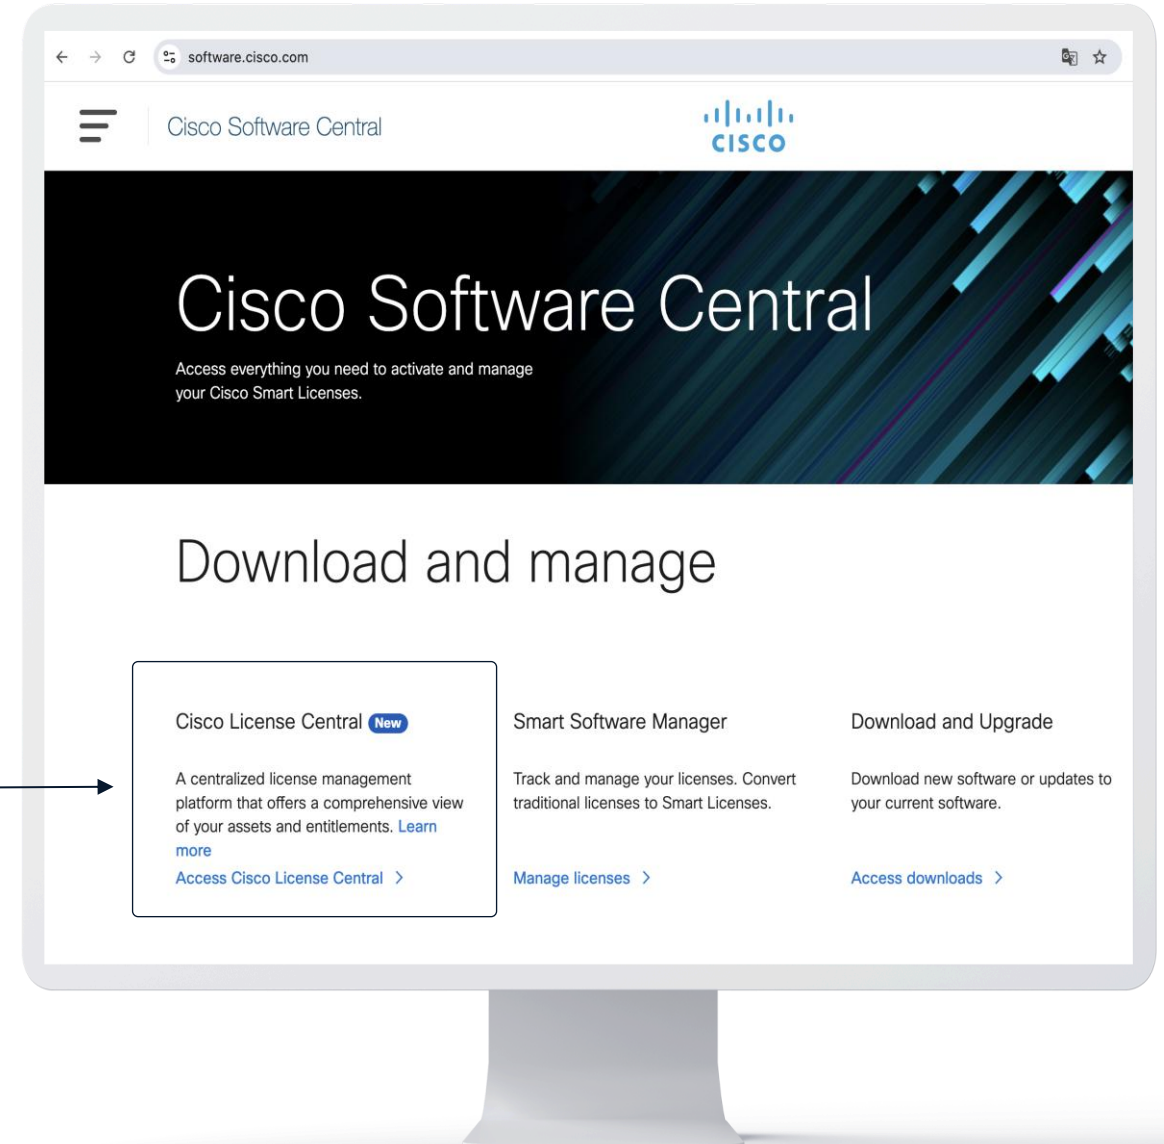 software.cisco.com
Cisco Software Central
CISCO
Cisco Software Central
Access everything you need to activate and manage
your Cisco Smart Licenses.
Download and manage
Cisco License Central New
A centralized license management
platform that offers a comprehensive view
of your assets and entitlements. Learn
more
Access Cisco License Central >
Smart Software Manager
Track and manage your licenses. Convert
traditional licenses to Smart Licenses.
Manage licenses >
Download and Upgrade
Download new software or updates to
your current software.
Access downloads >